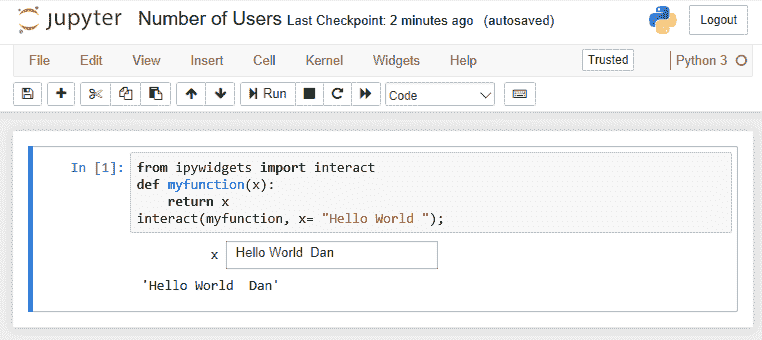 jupyter Number of Users Last Checkpoint: 2 minutes ago (autosaved) Logout
File Edit View Insert Cell Kernel Widgets Help Trusted Python 3
Run Code
In [1]: from ipywidgets import interact
def myfunction(x):
    return x
interact(myfunction, x= "Hello World ");
x Hello World  Dan
'Hello World  Dan'